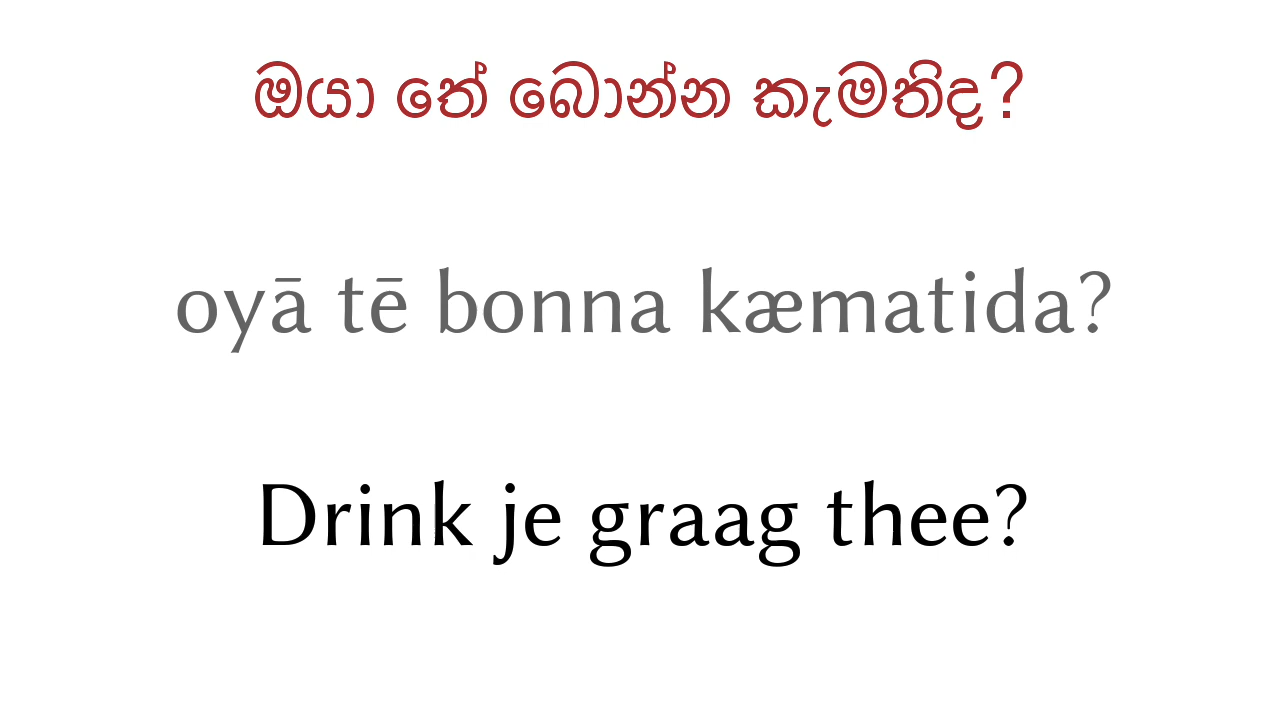 ඔයා තේ බොන්න කැමතිද?
oyā tē bonna kæmatida?
Drink je graag thee?